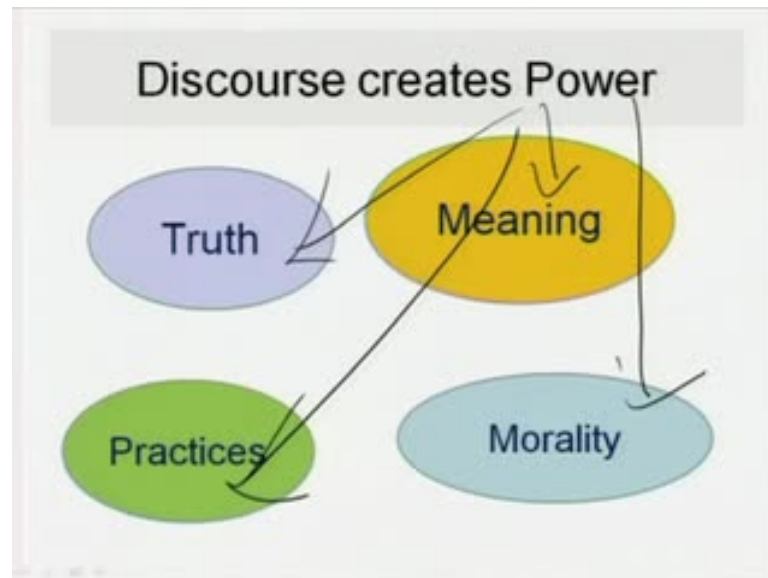 Discourse creates Power
Truth
Meaning
Practices
Morality